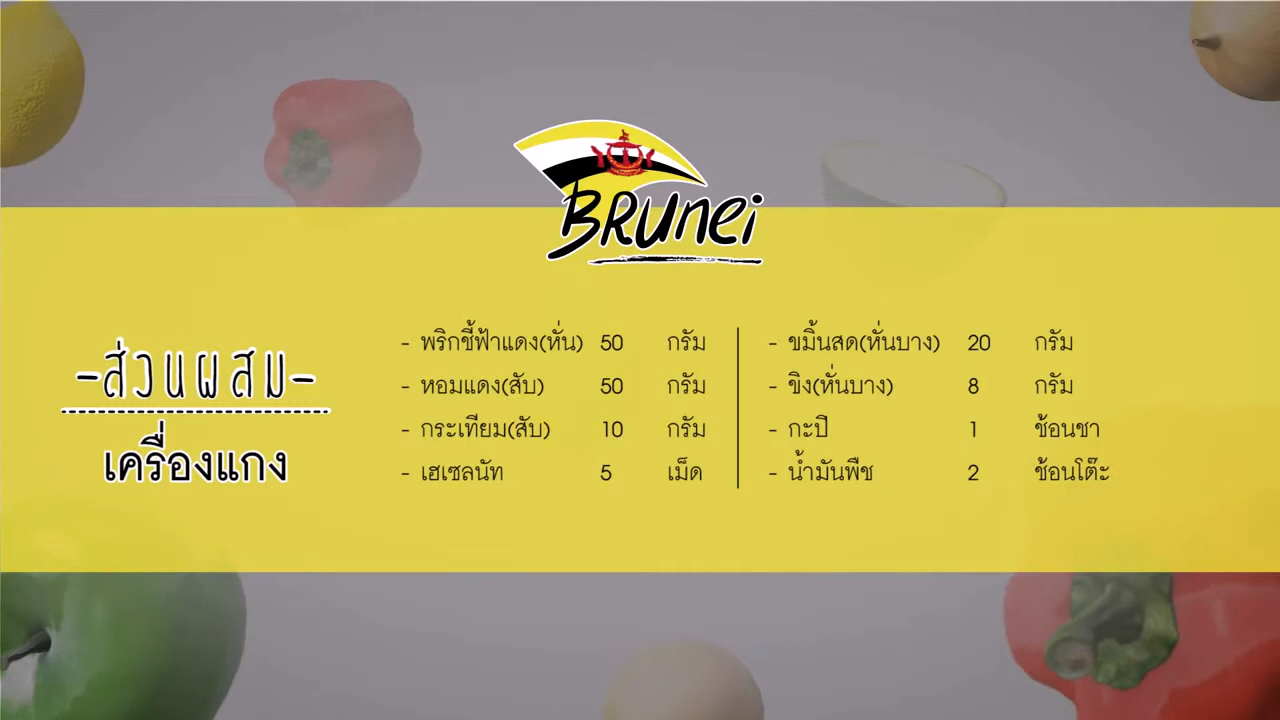 BRunei
-ส่วนผสม-
เครื่องแกง
- พริกชี้ฟ้าแดง(หั่น) 50 กรัม
- หอมแดง(สับ) 50 กรัม
- กระเทียม(สับ) 10 กรัม
- เฮเซลนัท 5 เม็ด
- ขมิ้นสด(หั่นบาง) 20 กรัม
- ขิง(หั่นบาง) 8 กรัม
- กะปิ 1 ช้อนชา
- น้ำมันพืช 2 ช้อนโต๊ะ